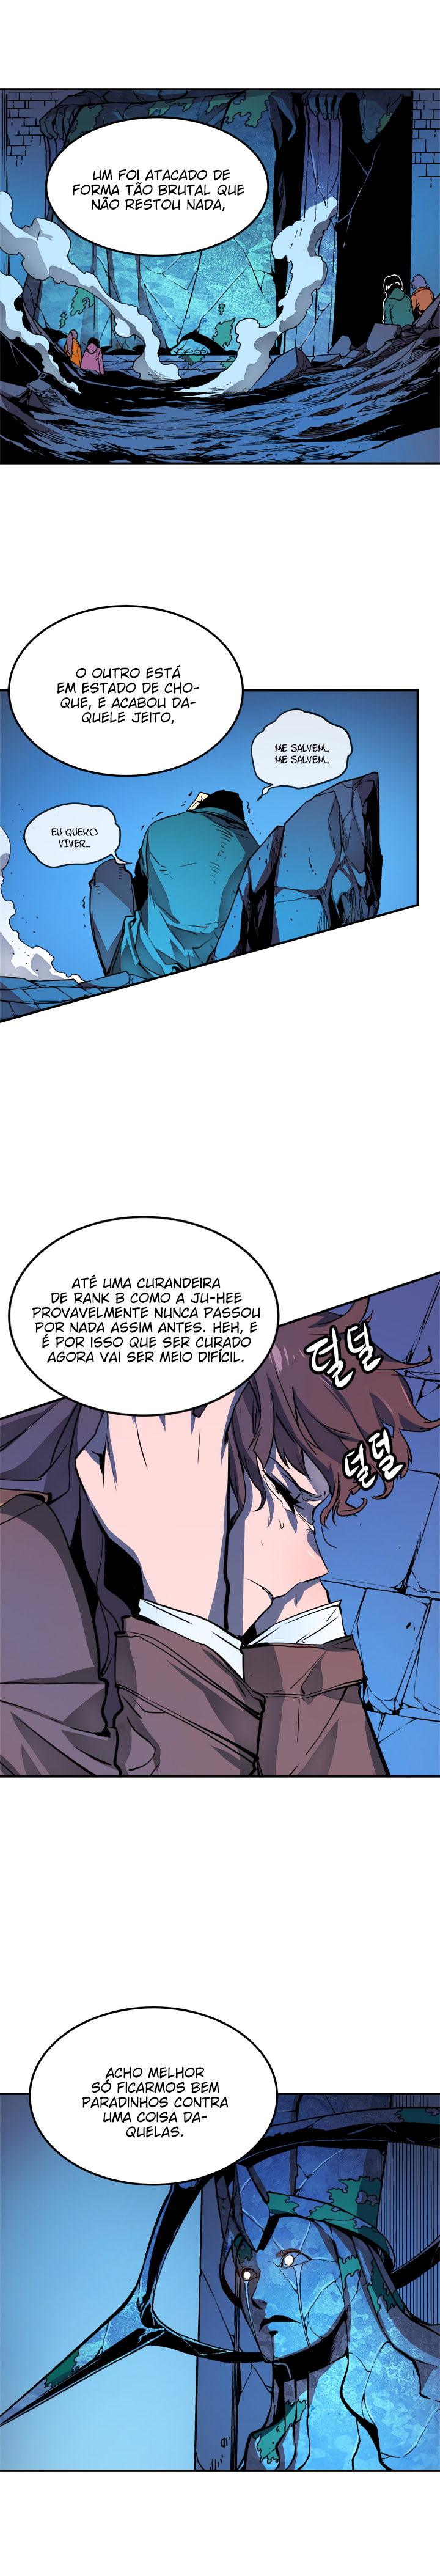 UM FOI ATACADO DE
FORMA TÃO BRUTAL QUE
NÃO RESTOU NADA,
O OUTRO ESTÁ
EM ESTADO DE CHO-
QUE, E ACABOU DA-
QUELE JEITO,
ME SALVEM...
ME SALVEM...
EU QUERO
VIVER...
ATÉ UMA CURANDEIRA
DE RANK B COMO A JU-HEE
PROVAVELMENTE NUNCA PASSOU
POR NADA ASSIM ANTES. HEH, E
É POR ISSO QUE SER CURADO
AGORA VAI SER MEIO DIFÍCIL.
덜덜
덜덜
ACHO MELHOR
SÓ FICARMOS BEM
PARADINHOS CONTRA
UMA COISA DA-
QUELAS.